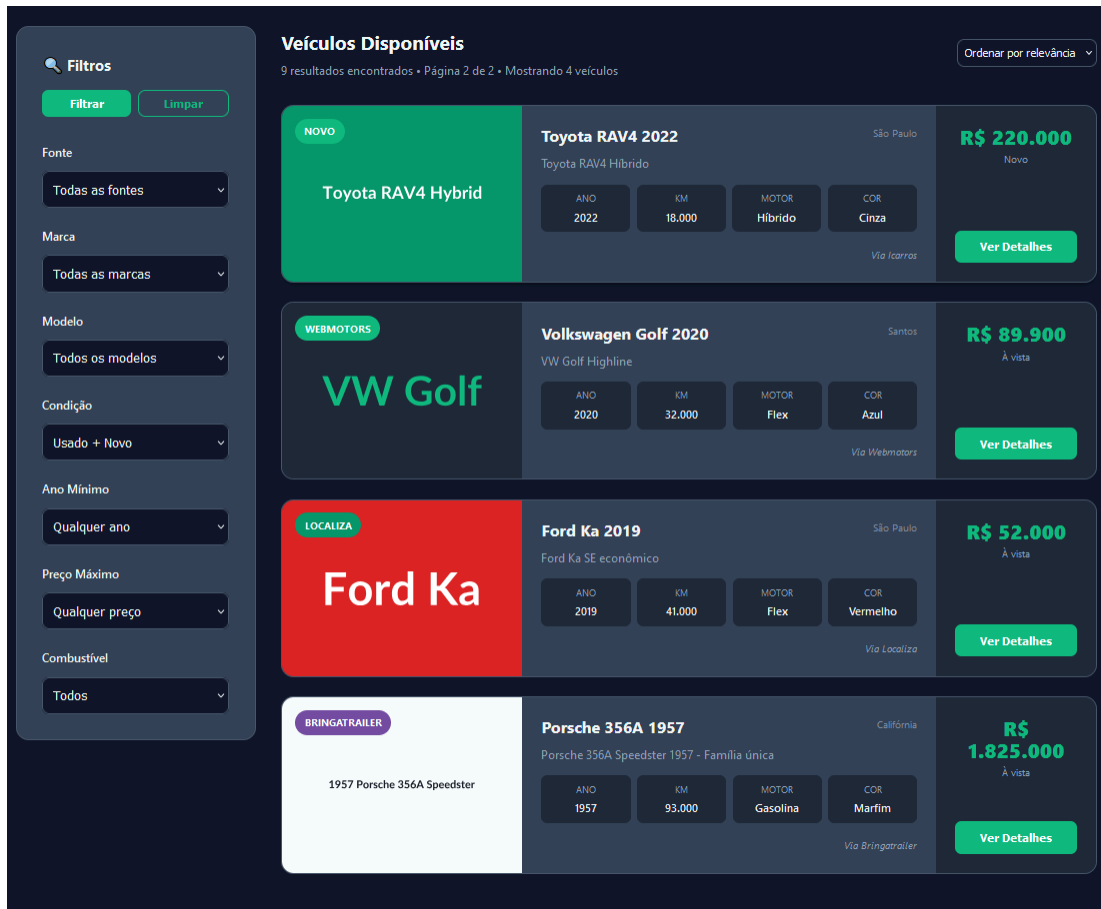 Filtros
Filtrar
Limpar
Fonte
Todas as fontes
Marca
Todas as marcas
Modelo
Todos os modelos
Condição
Usado + Novo
Ano Mínimo
Qualquer ano
Preço Máximo
Qualquer preço
Combustível
Todos
Veículos Disponíveis
9 resultados encontrados • Página 2 de 2 • Mostrando 4 veículos
Ordenar por relevância
NOVO
Toyota RAV4 Hybrid
Toyota RAV4 2022
São Paulo
Toyota RAV4 Híbrido
ANO
2022
KM
18.000
MOTOR
Híbrido
COR
Cinza
Via Icarros
R$ 220.000
Novo
Ver Detalhes
WEBMOTORS
VW Golf
Volkswagen Golf 2020
Santos
VW Golf Highline
ANO
2020
KM
32.000
MOTOR
Flex
COR
Azul
Via Webmotors
R$ 89.900
À vista
Ver Detalhes
LOCALIZA
Ford Ka
Ford Ka 2019
São Paulo
Ford Ka SE econômico
ANO
2019
KM
41.000
MOTOR
Flex
COR
Vermelho
Via Localiza
R$ 52.000
À vista
Ver Detalhes
BRINGATRAILER
1957 Porsche 356A Speedster
Porsche 356A 1957
Califórnia
Porsche 356A Speedster 1957 - Família única
ANO
1957
KM
93.000
MOTOR
Gasolina
COR
Marfim
Via Bringatrailer
R$
1.825.000
À vista
Ver Detalhes